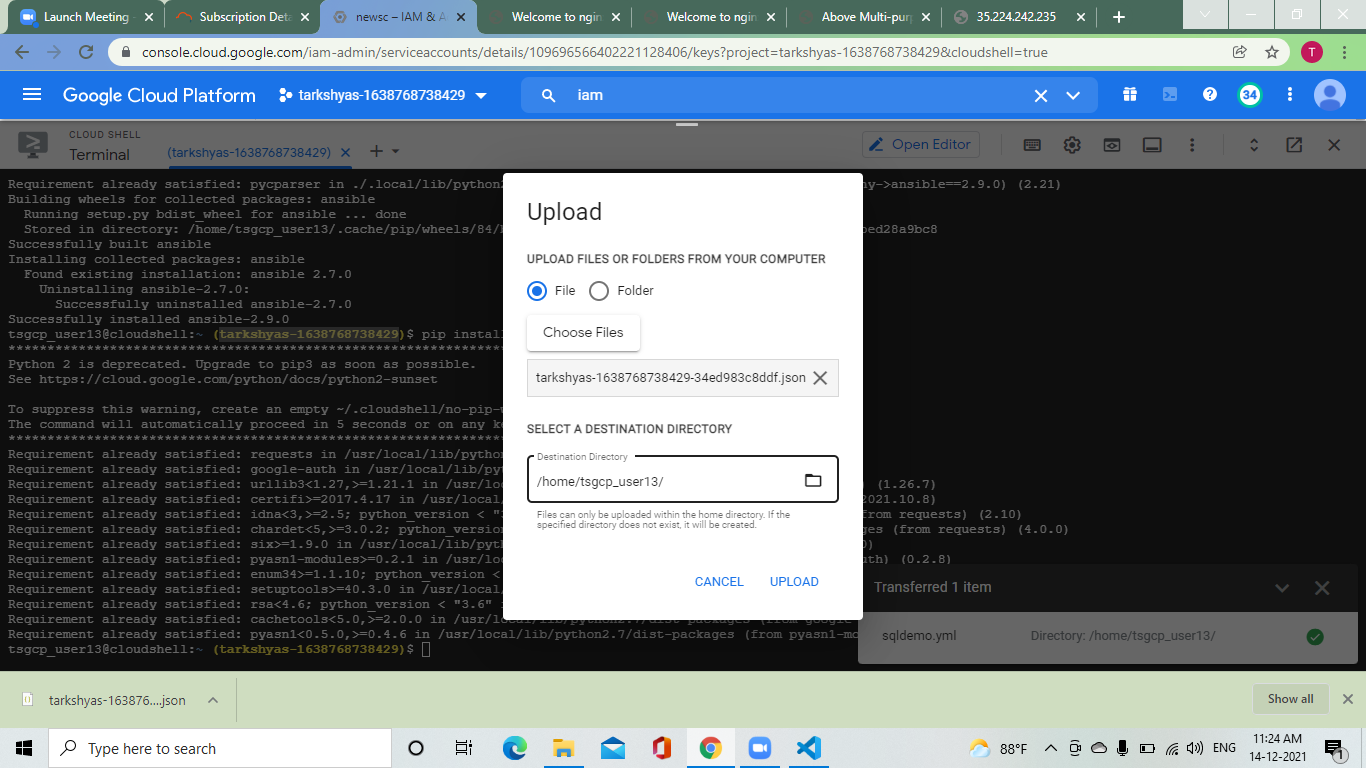 Launch Meeting -
Subscription Deta
newsc – IAM & A
Welcome to ngin
Welcome to ngin
Above Multi-pur
35.224.242.235
console.cloud.google.com/iam-admin/serviceaccounts/details/109696566402221128406/keys?project=tarkshyas-1638768738429&cloudshell=true
T
Google Cloud Platform
tarkshyas-1638768738429
iam
34
CLOUD SHELL
Terminal
(tarkshyas-1638768738429)
Open Editor
Requirement already satisfied: pycparser in ./.local/lib/python2 ny->ansible==2.9.0) (2.21)
Building wheels for collected packages: ansible
Running setup.py bdist_wheel for ansible ... done
Stored in directory: /home/tsgcp_user13/.cache/pip/wheels/84/ bed28a9bc8
Successfully built ansible
Installing collected packages: ansible
Found existing installation: ansible 2.7.0
Uninstalling ansible-2.7.0:
Successfully uninstalled ansible-2.7.0
Successfully installed ansible-2.9.0
tsgcp_user13@cloudshell:~ (tarkshyas-1638768738429)$ pip install
****************************************************************
Python 2 is deprecated. Upgrade to pip3 as soon as possible.
See https://cloud.google.com/python/docs/python2-sunset
To suppress this warning, create an empty ~/.cloudshell/no-pip-
The command will automatically proceed in 5 seconds or on any ke
****************************************************************
Requirement already satisfied: requests in /usr/local/lib/python
Requirement already satisfied: google-auth in /usr/local/lib/pyt
Requirement already satisfied: urllib3<1.27,>=1.21.1 in /usr/loc (1.26.7)
Requirement already satisfied: certifi>=2017.4.17 in /usr/local/ 2021.10.8)
Requirement already satisfied: idna<3,>=2.5; python_version < " from requests) (2.10)
Requirement already satisfied: chardet<5,>=3.0.2; python_version ges (from requests) (4.0.0)
Requirement already satisfied: six>=1.9.0 in /usr/local/lib/pyth 0)
Requirement already satisfied: pyasn1-modules>=0.2.1 in /usr/loc uth) (0.2.8)
Requirement already satisfied: enum34>=1.1.10; python_version <
Requirement already satisfied: setuptools>=40.3.0 in /usr/local/
Requirement already satisfied: rsa<4.6; python_version < "3.6"
Requirement already satisfied: cachetools<5.0,>=2.0.0 in /usr/local/lib/python2.7/dist-packages (from google
Requirement already satisfied: pyasn1<0.5.0,>=0.4.6 in /usr/local/lib/python2.7/dist-packages (from pyasn1-mo
tsgcp_user13@cloudshell:~ (tarkshyas-1638768738429)$
Upload
UPLOAD FILES OR FOLDERS FROM YOUR COMPUTER
File
Folder
Choose Files
tarkshyas-1638768738429-34ed983c8ddf.json
SELECT A DESTINATION DIRECTORY
Destination Directory
/home/tsgcp_user13/
Files can only be uploaded within the home directory. If the
specified directory does not exist, it will be created.
CANCEL
UPLOAD
Transferred 1 item
sqldemo.yml
Directory: /home/tsgcp_user13/
tarkshyas-163876....json
Show all
Type here to search
88°F
ENG
11:24 AM
14-12-2021
1